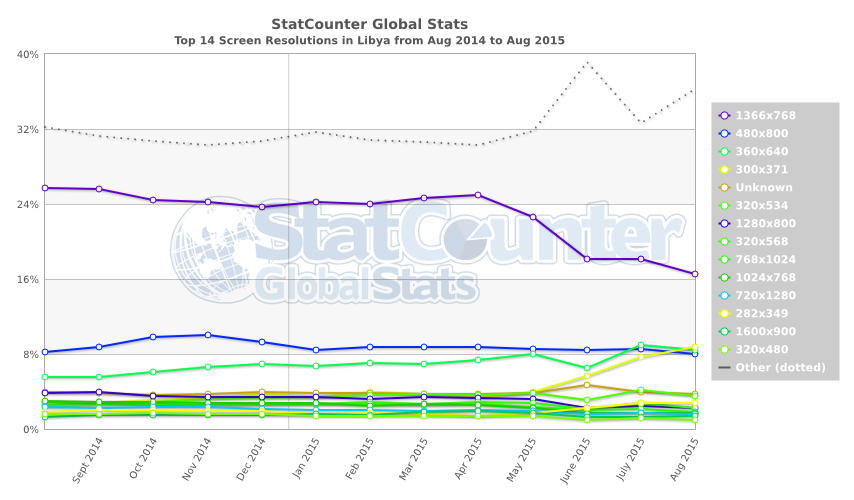 StatCounter Global Stats
Top 14 Screen Resolutions in Libya from Aug 2014 to Aug 2015
40%
32%
24%
16%
8%
0%
StatCounter
GlobalStats
Sept 2014
Oct 2014
Nov 2014
Dec 2014
Jan 2015
Feb 2015
Mar 2015
Apr 2015
May 2015
June 2015
July 2015
Aug 2015
1366x768
480x800
360x640
300x371
Unknown
320x534
1280x800
320x568
768x1024
1024x768
720x1280
282x349
1600x900
320x480
Other (dotted)